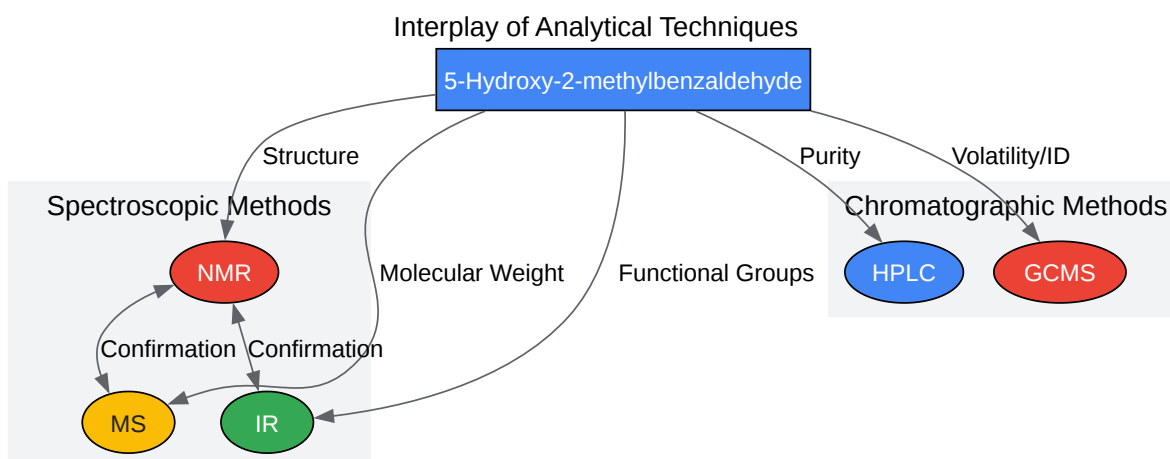 Interplay of Analytical Techniques
5-Hydroxy-2-methylbenzaldehyde
Structure
Purity
Volatility/ID
Spectroscopic Methods
Chromatographic Methods
NMR
Molecular Weight
Functional Groups
HPLC
GCMS
Confirmation
Confirmation
MS
IR